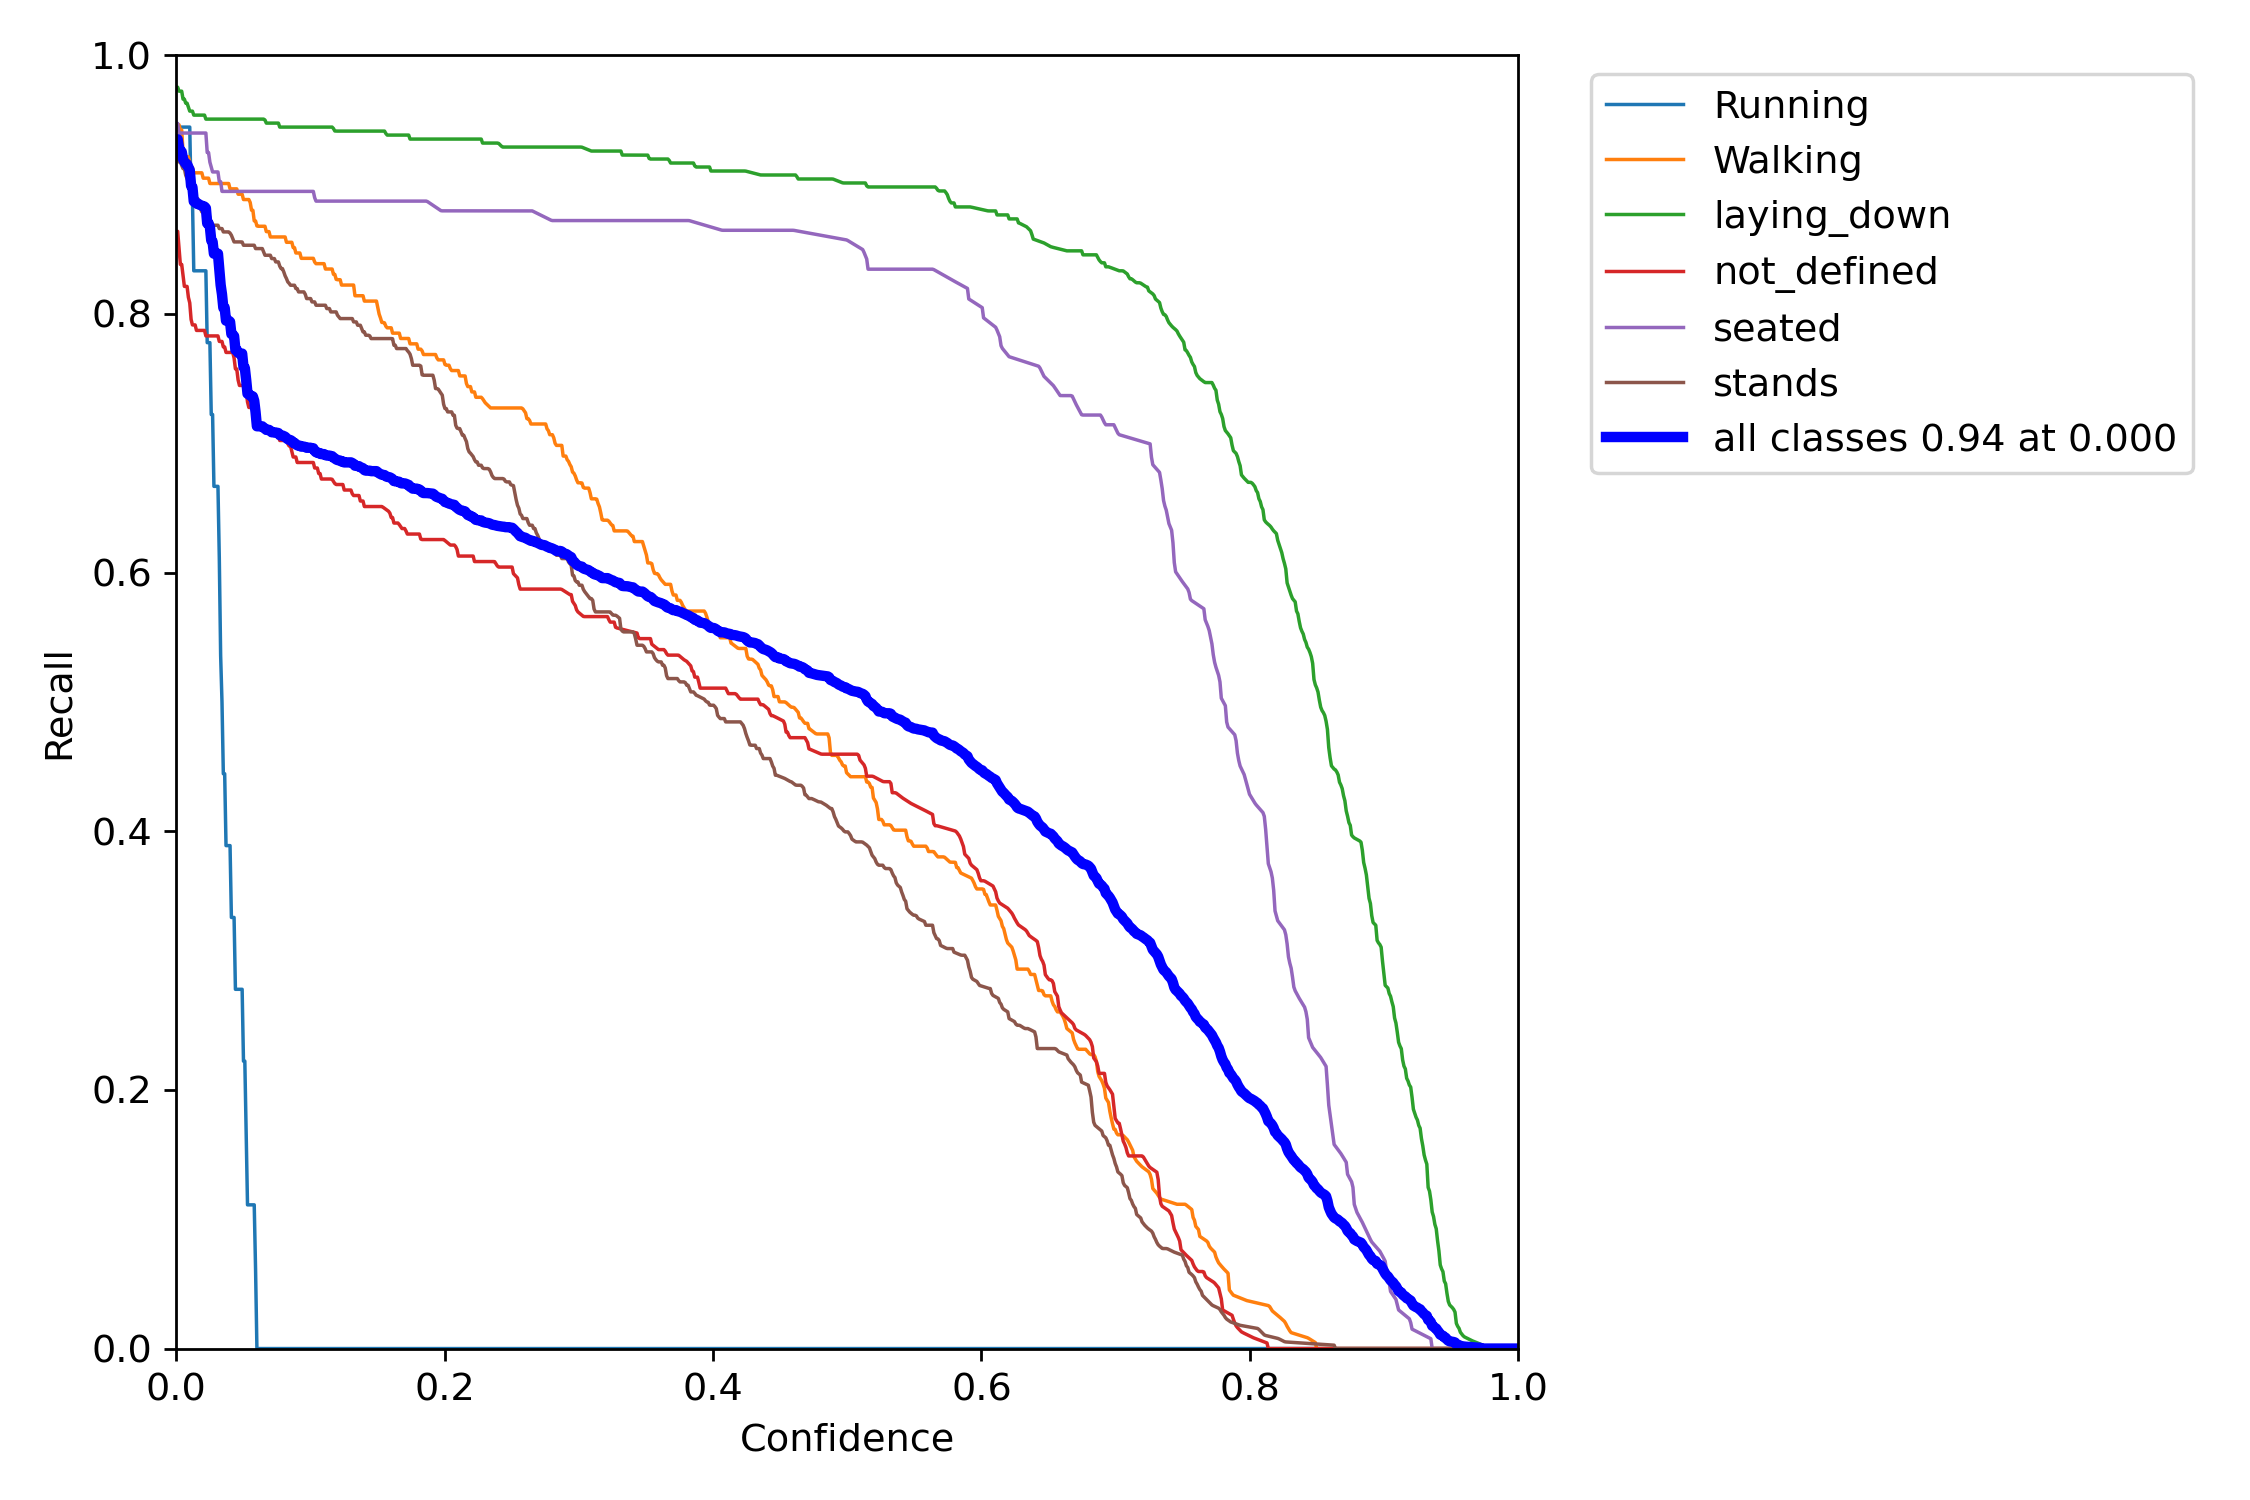 1.0
0.8
0.6
0.4
0.2
0.0
Recall
0.0 0.2 0.4 0.6 0.8 1.0
Confidence
Running
Walking
laying_down
not_defined
seated
stands
all classes 0.94 at 0.000